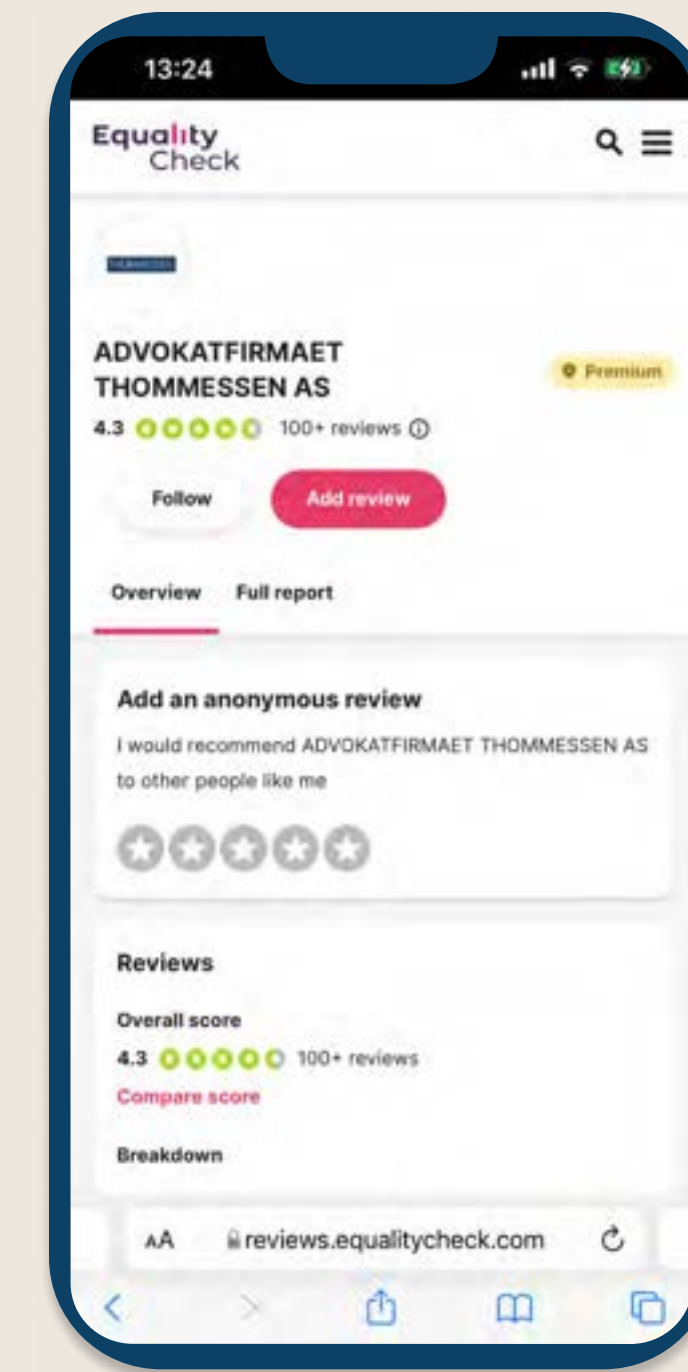 13:24
Equality
Check
ADVOKATFIRMAET
THOMMESSEN AS
Premium
4.3 100+ reviews
Follow
Add review
Overview Full report
Add an anonymous review
I would recommend ADVOKATFIRMAET THOMMESSEN AS
to other people like me
Reviews
Overall score
4.3 100+ reviews
Compare score
Breakdown
AA reviews.equalitycheck.com